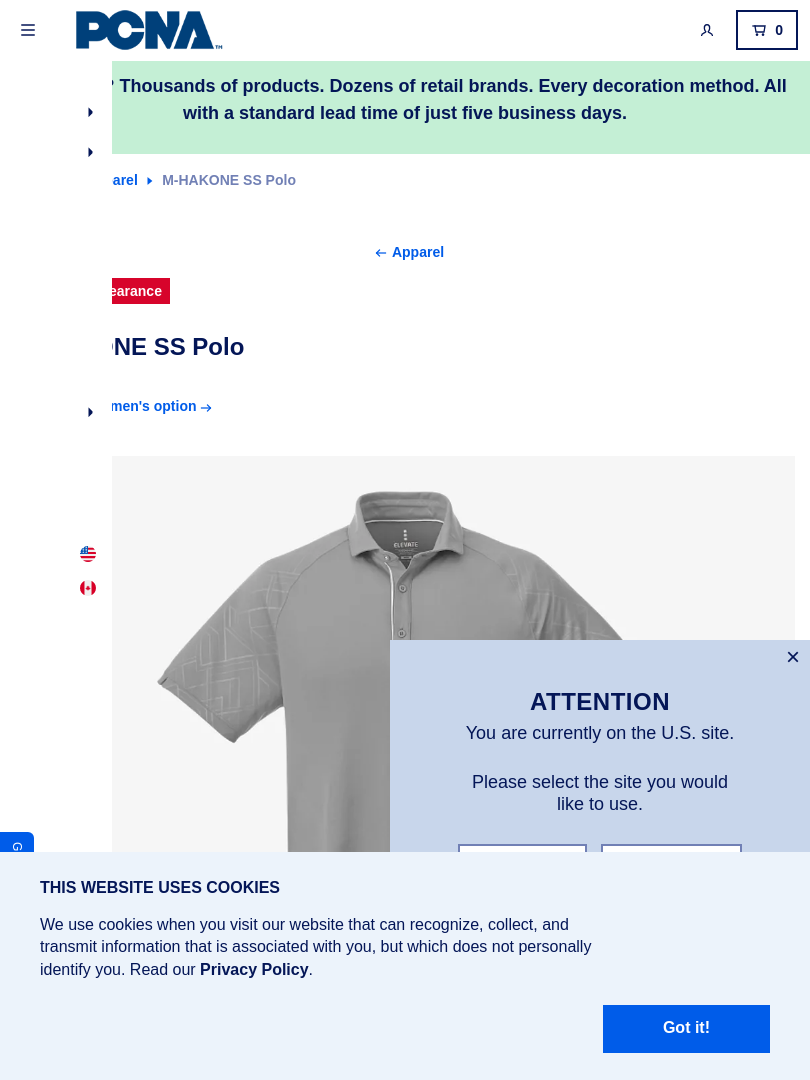 PCNA™
0
? Thousands of products. Dozens of retail brands. Every decoration method. All
with a standard lead time of just five business days.
arel M-HAKONE SS Polo
← Apparel
earance
ONE SS Polo
men's option →
ELEVATE
×
ATTENTION
You are currently on the U.S. site.
Please select the site you would
like to use.
G
THIS WEBSITE USES COOKIES
We use cookies when you visit our website that can recognize, collect, and
transmit information that is associated with you, but which does not personally
identify you. Read our Privacy Policy.
Got it!